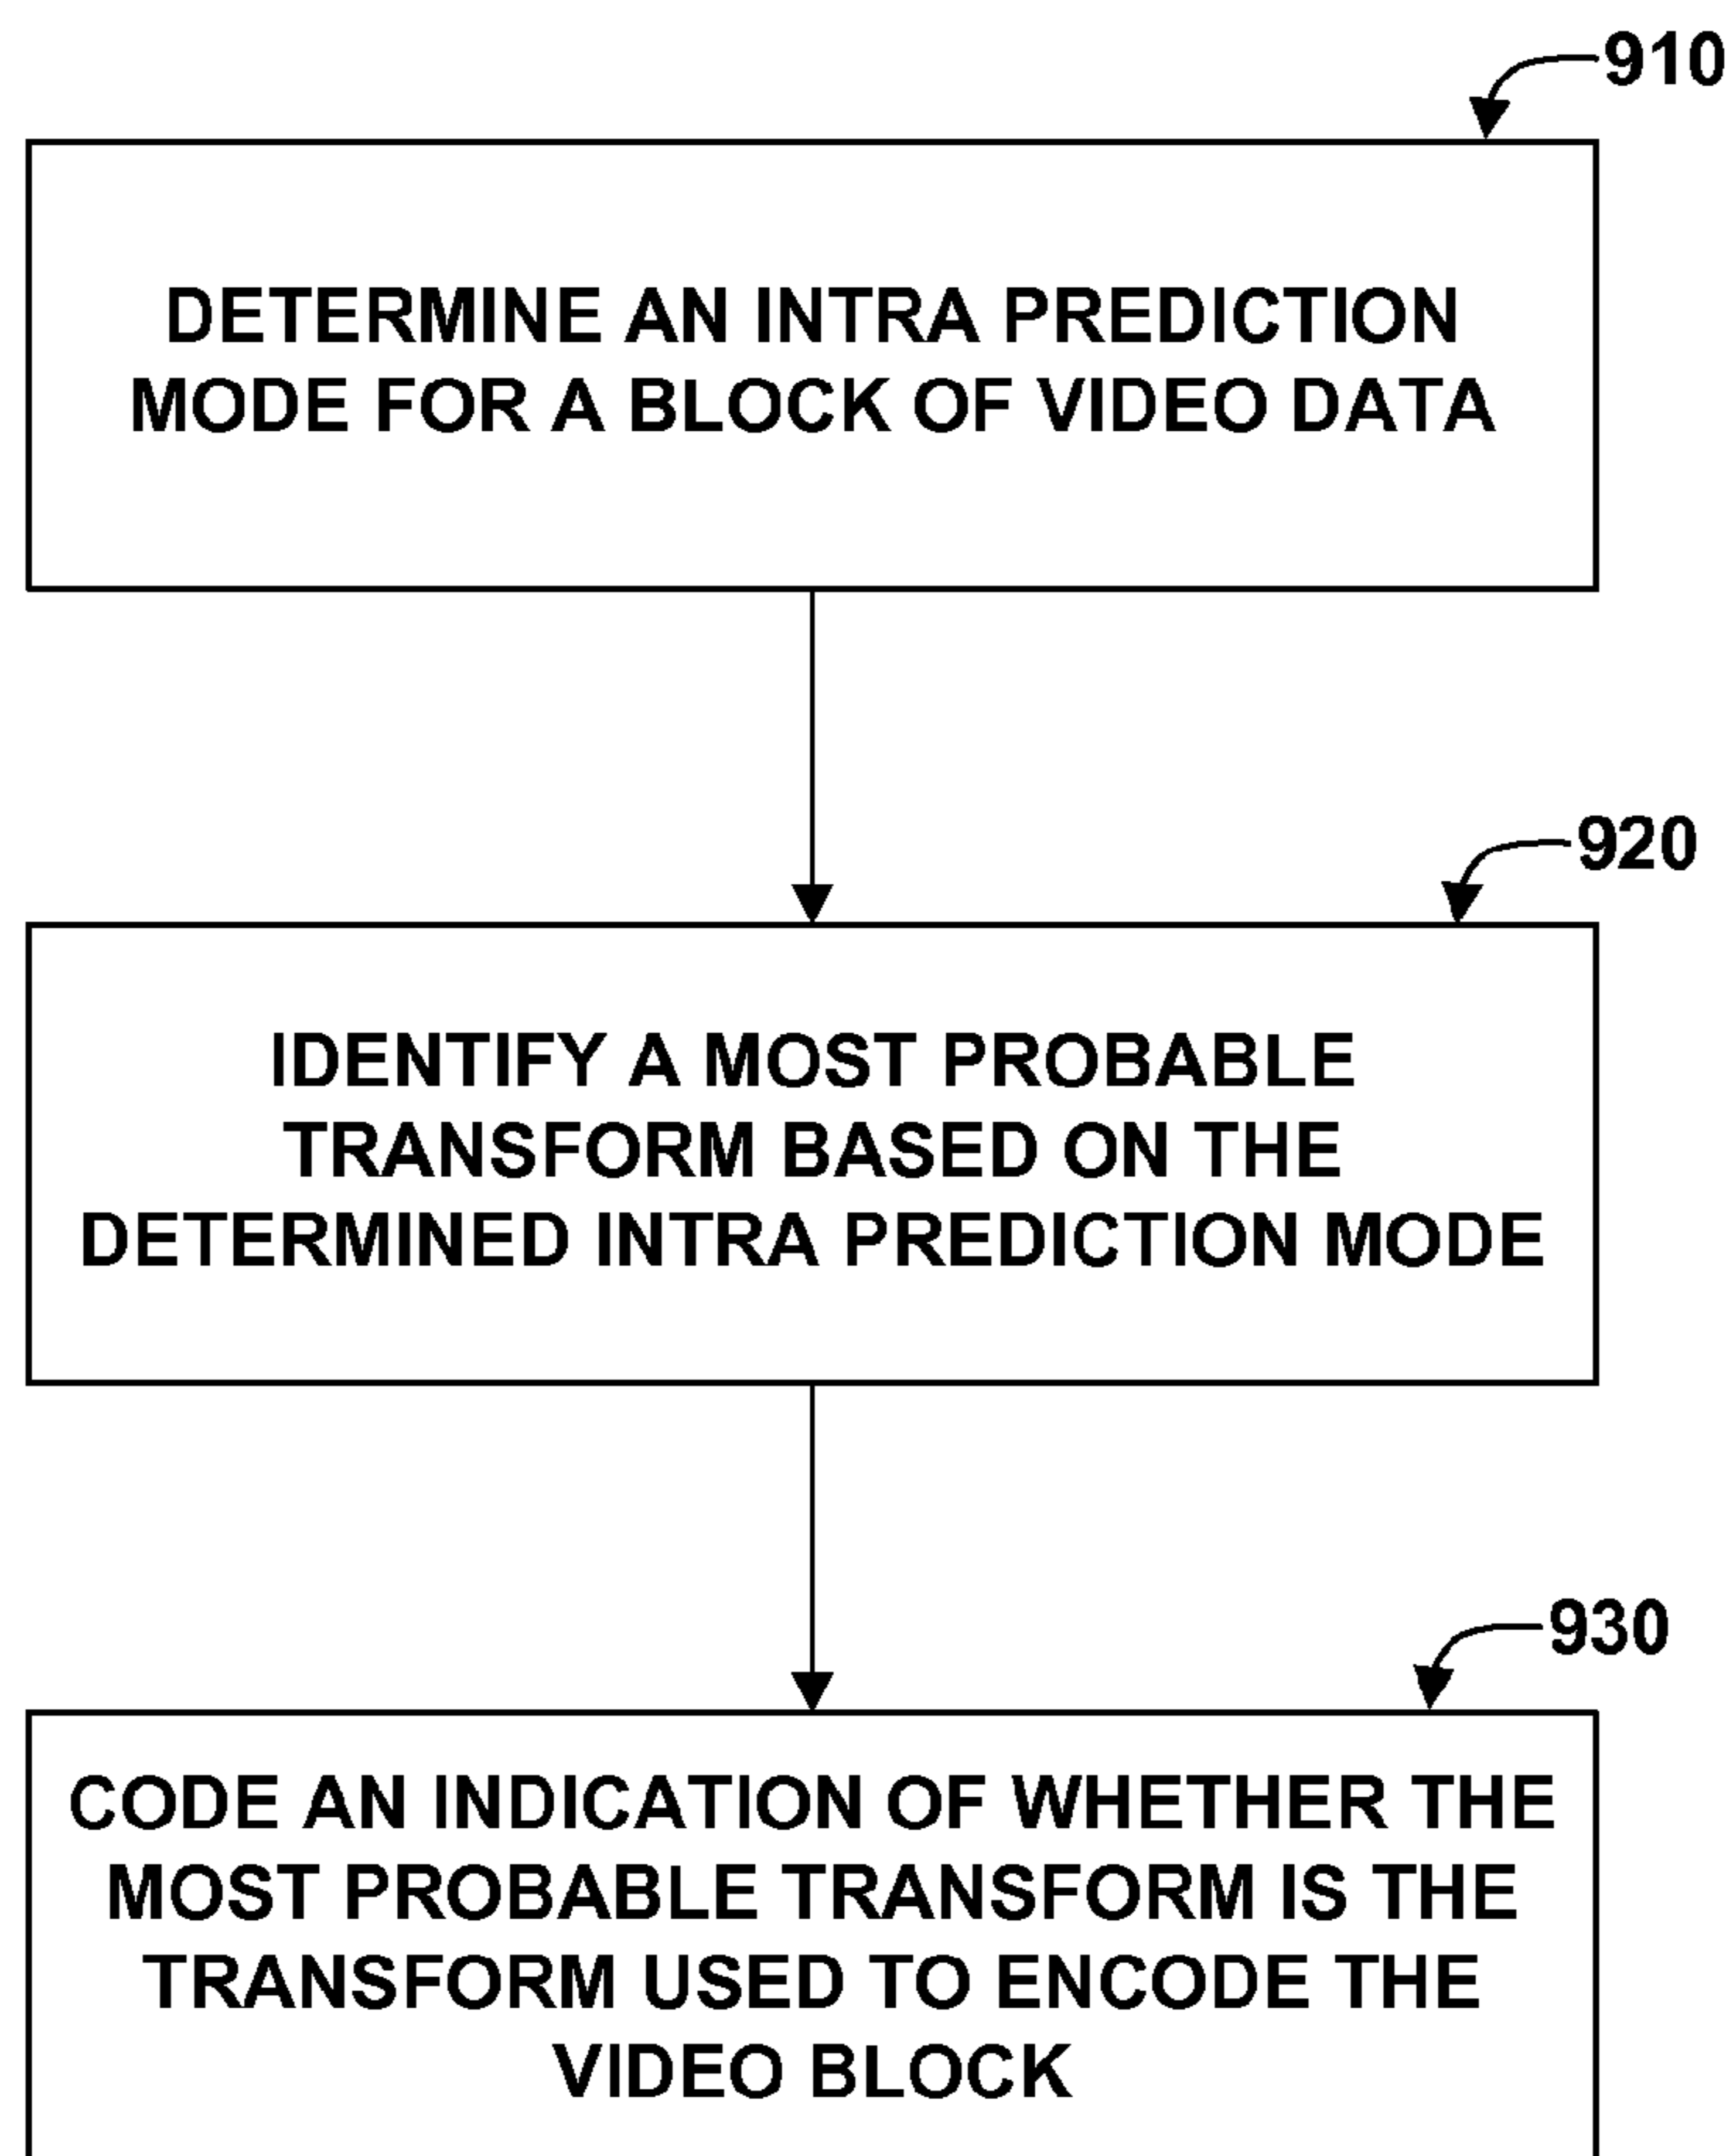 910
DETERMINE AN INTRA PREDICTION
MODE FOR A BLOCK OF VIDEO DATA
920
IDENTIFY A MOST PROBABLE
TRANSFORM BASED ON THE
DETERMINED INTRA PREDICTION MODE
930
CODE AN INDICATION OF WHETHER THE
MOST PROBABLE TRANSFORM IS THE
TRANSFORM USED TO ENCODE THE
VIDEO BLOCK